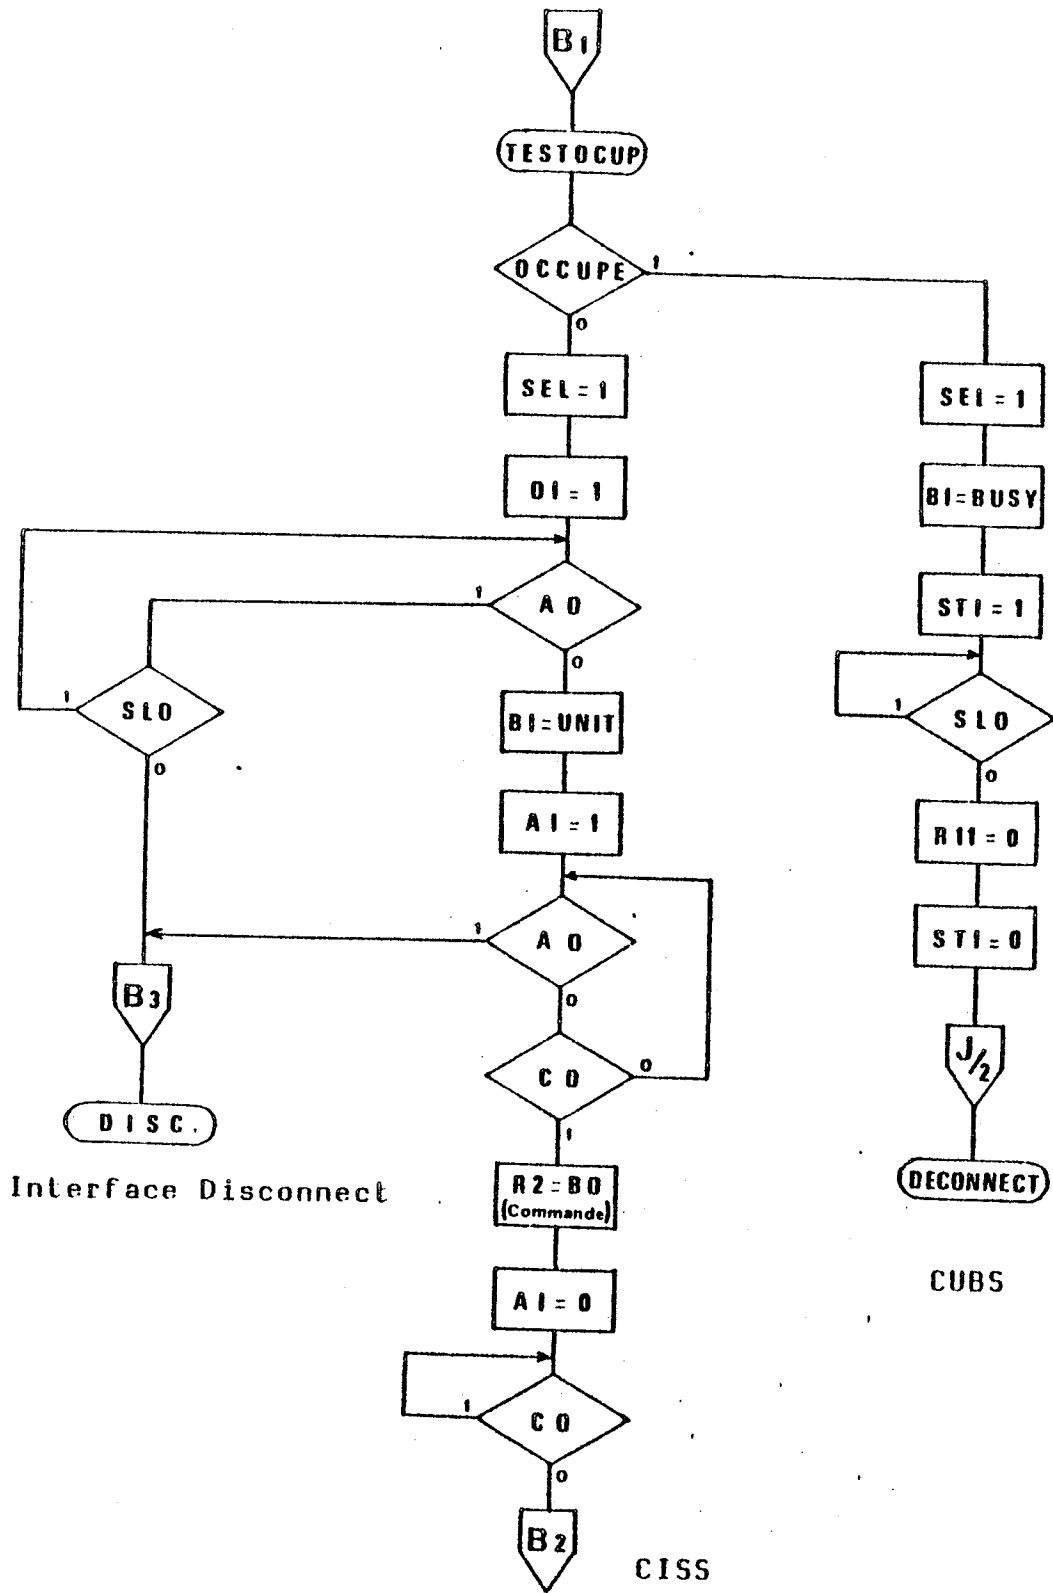 B1
TESTOCUP
OCCUPE
1
0
SEL = 1
SEL = 1
OI = 1
BI=BUSY
1
AO
0
STI = 1
1
SLO
0
BI=UNIT
1
SLO
0
AI = 1
R11 = 0
1
AO
0
STI = 0
B3
CO
0
1
J/2
DISC.
Interface Disconnect
R2 = BO
(Commande)
DECONNECT
CUBS
AI = 0
1
CO
0
B2
CISS